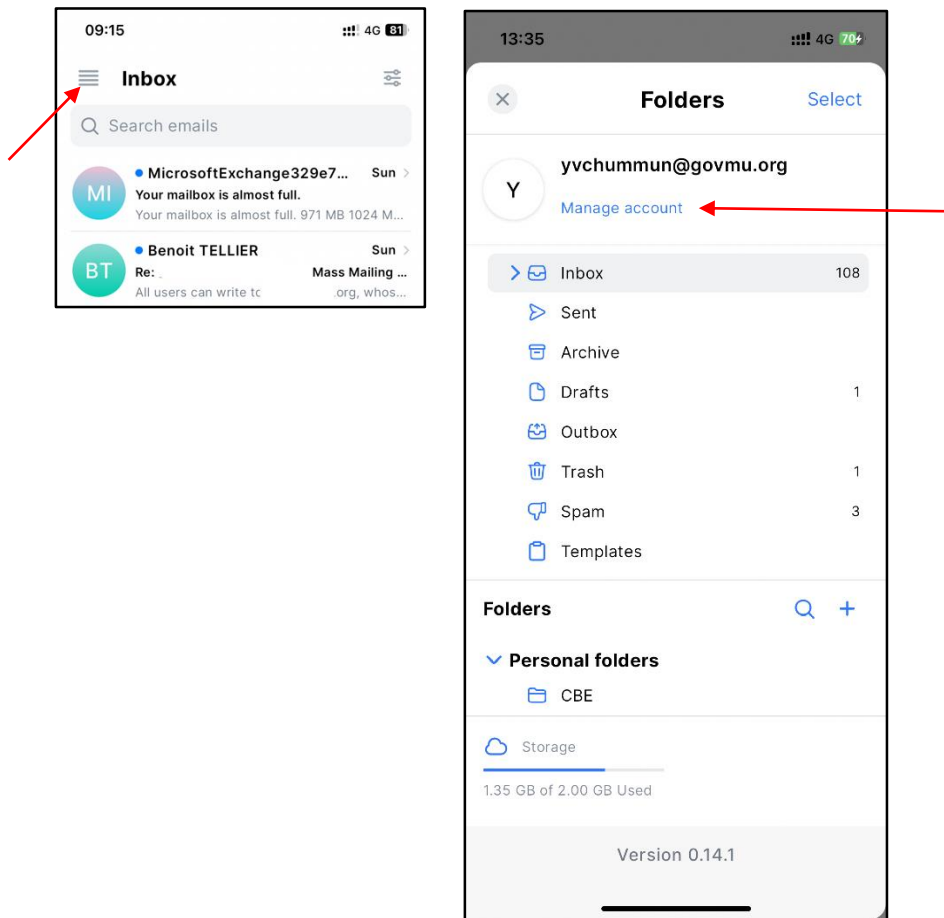 09:15 4G 81
Inbox
Search emails
MI MicrosoftExchange329e7... Sun
Your mailbox is almost full.
Your mailbox is almost full. 971 MB 1024 M...
BT Benoit TELLIER Sun
Re: Mass Mailing ...
All users can write to .org, whos...
13:35 4G 70
Folders Select
Y yvchummun@govmu.org
Manage account
Inbox 108
Sent
Archive
Drafts 1
Outbox
Trash 1
Spam 3
Templates
Folders
Personal folders
CBE
Storage
1.35 GB of 2.00 GB Used
Version 0.14.1